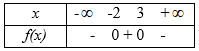 x -∞ -2 3 +∞
f(x) - 0 + 0 -